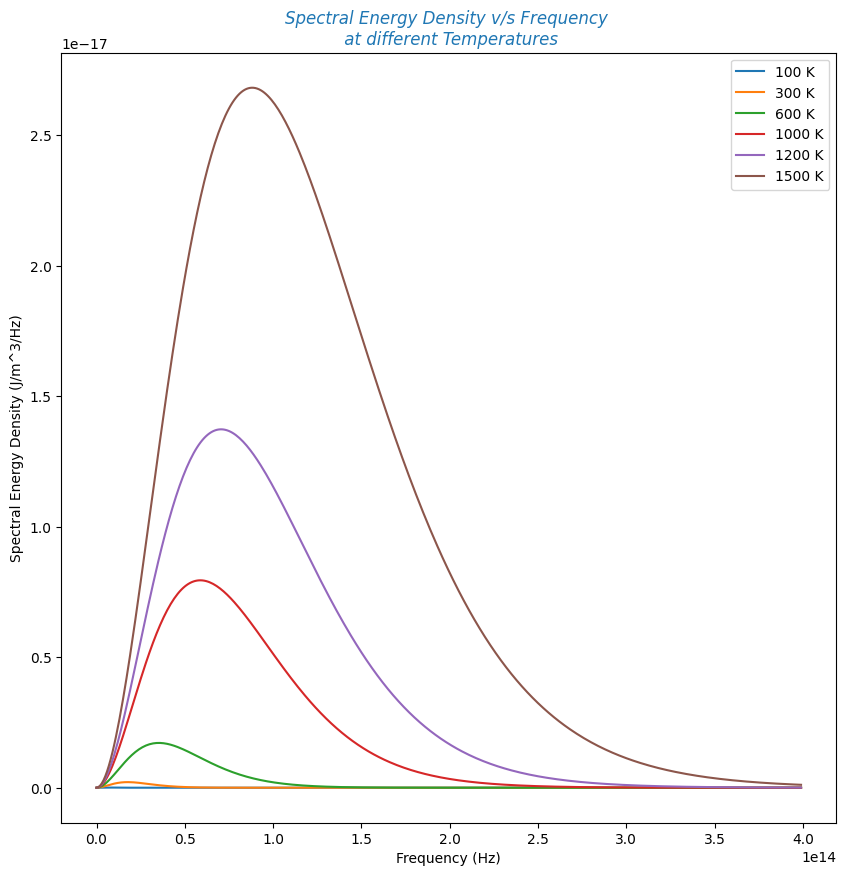 Spectral Energy Density v/s Frequency
at different Temperatures
1e−17
100 K
300 K
600 K
1000 K
1200 K
1500 K
2.5
2.0
1.5
1.0
0.5
0.0
Spectral Energy Density (J/m^3/Hz)
0.0 0.5 1.0 1.5 2.0 2.5 3.0 3.5 4.0
1e14
Frequency (Hz)